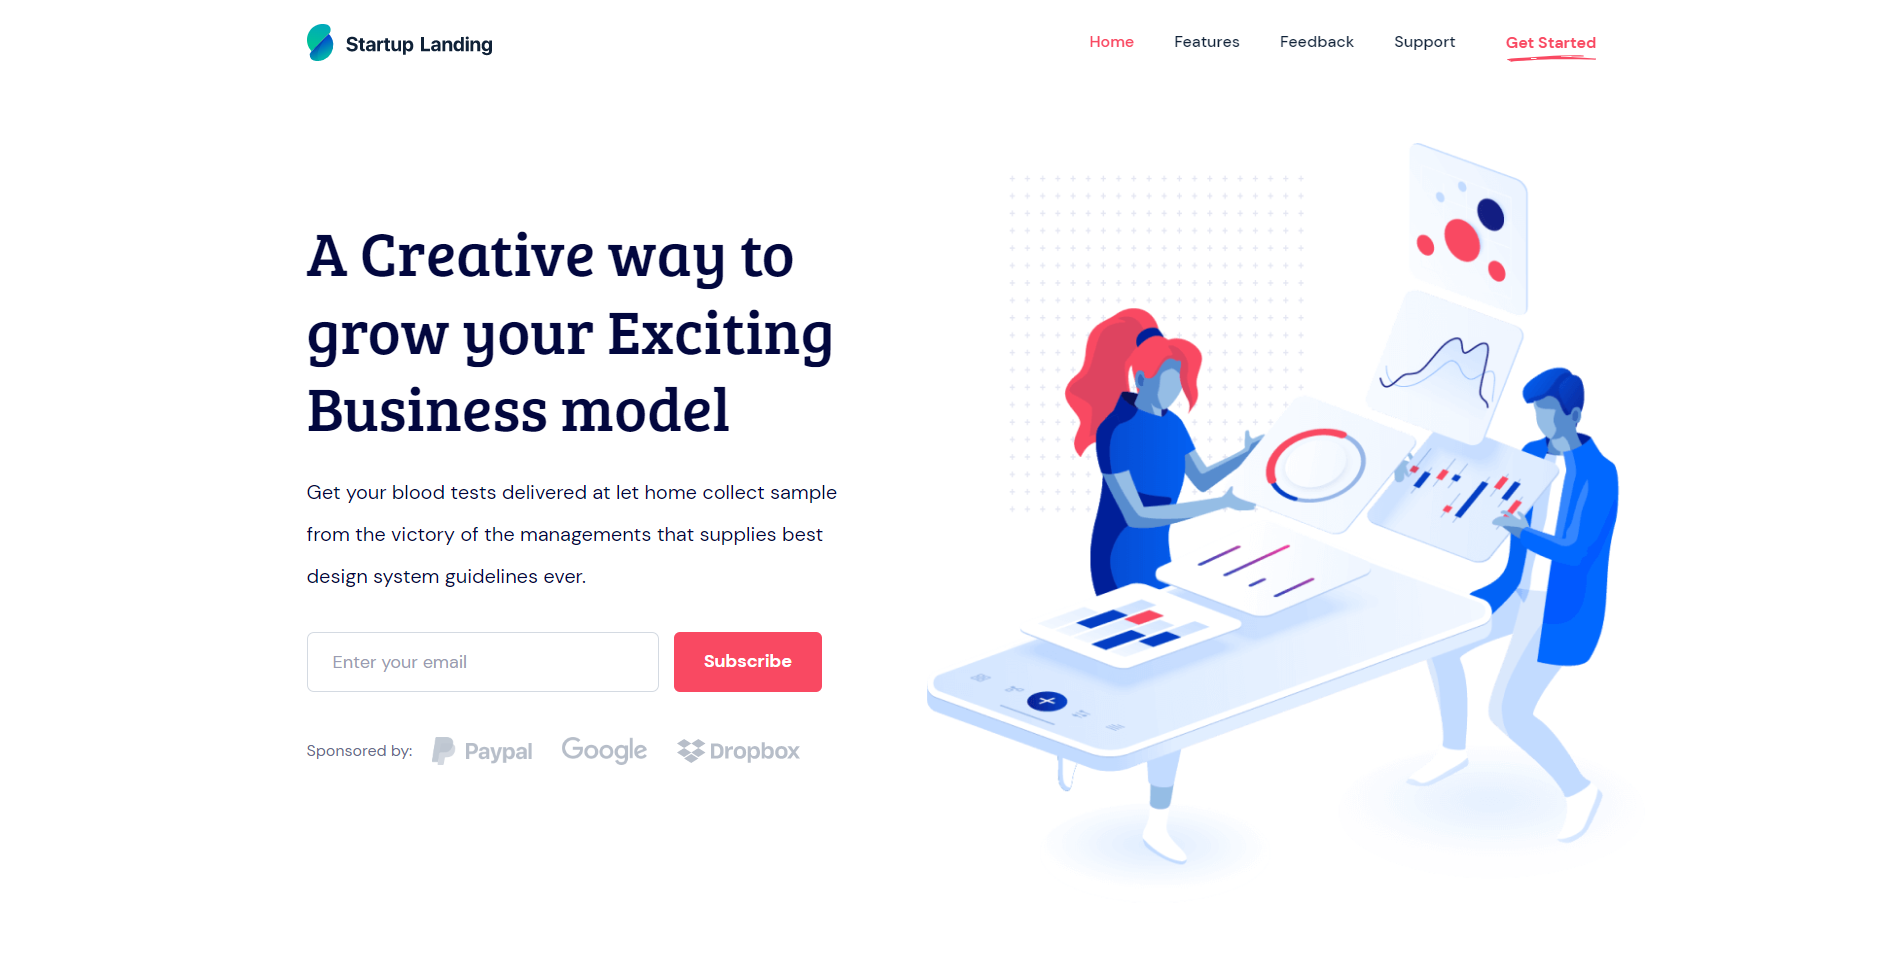 Startup Landing
Home Features Feedback Support Get Started
A Creative way to
grow your Exciting
Business model
Get your blood tests delivered at let home collect sample
from the victory of the managements that supplies best
design system guidelines ever.
Enter your email Subscribe
Sponsored by: Paypal Google Dropbox